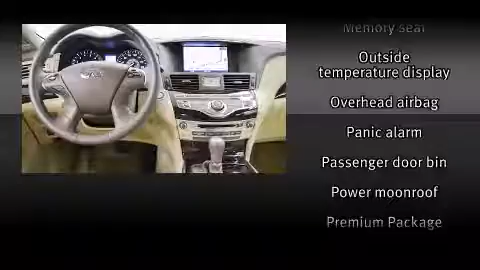 Memory seat
Outside
temperature display
Overhead airbag
Panic alarm
Passenger door bin
Power moonroof
Premium Package